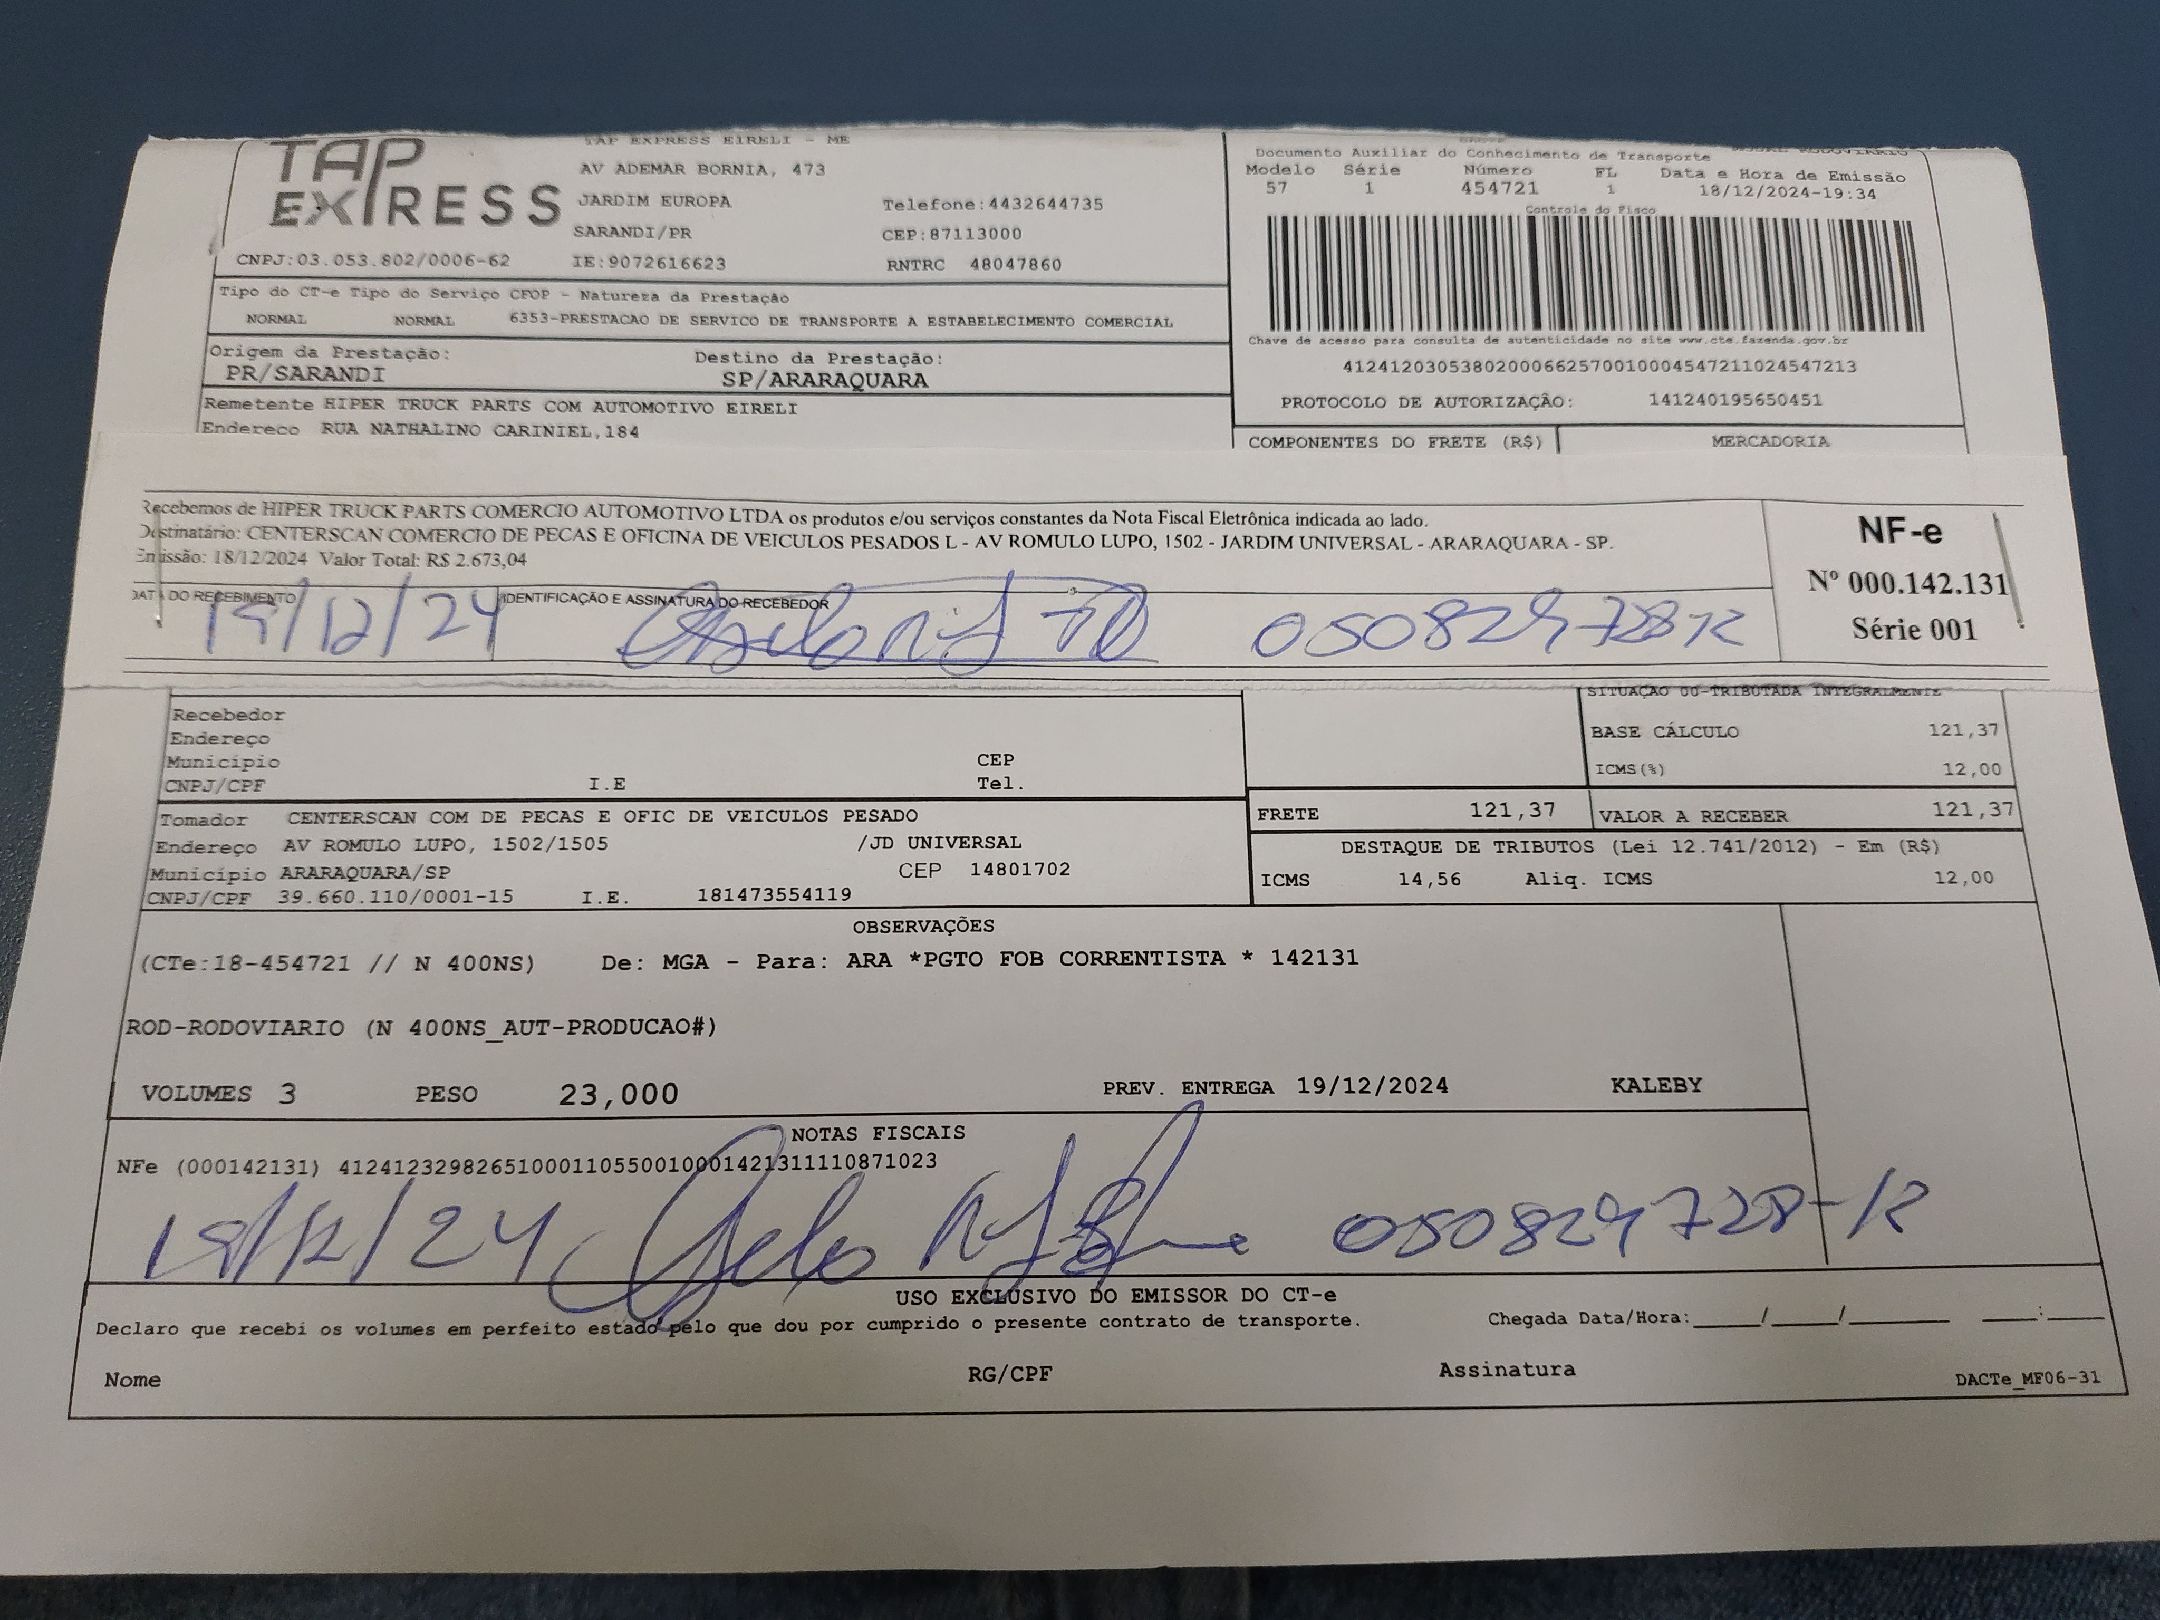 TAP EXPRESS
TAP EXPRESS EIRELI - ME
AV ADEMAR BORNIA, 473
JARDIM EUROPA Telefone:4432644735
SARANDI/PR CEP:87113000
CNPJ:03.053.802/0006-62 IE:9072616623 RNTRC 48047860
Documento Auxiliar do Conhecimento de Transporte
Modelo Série Número FL Data e Hora de Emissão
57 1 454721 1 18/12/2024-19:34
Controle do Fisco
Chave de acesso para consulta de autenticidade no site www.cte.fazenda.gov.br
41241203053802000662570010004547211024547213
PROTOCOLO DE AUTORIZAÇÃO: 141240195650451
Tipo do CT-e Tipo do Serviço CFOP - Natureza da Prestação
NORMAL NORMAL 6353-PRESTACAO DE SERVICO DE TRANSPORTE A ESTABELECIMENTO COMERCIAL
Origem da Prestação: Destino da Prestação:
PR/SARANDI SP/ARARAQUARA
Remetente HIPER TRUCK PARTS COM AUTOMOTIVO EIRELI
Endereco RUA NATHALINO CARINIEL,184
COMPONENTES DO FRETE (R$) MERCADORIA
Recebemos de HIPER TRUCK PARTS COMERCIO AUTOMOTIVO LTDA os produtos e/ou serviços constantes da Nota Fiscal Eletrônica indicada ao lado.
Destinatário: CENTERSCAN COMERCIO DE PECAS E OFICINA DE VEICULOS PESADOS L - AV ROMULO LUPO, 1502 - JARDIM UNIVERSAL - ARARAQUARA - SP.
Emissão: 18/12/2024 Valor Total: R$ 2.673,04
DATA DO RECEBIMENTO IDENTIFICAÇÃO E ASSINATURA DO RECEBEDOR
19/12/24
NF-e
Nº 000.142.131
Série 001
SITUAÇÃO 00-TRIBUTADA INTEGRALMENTE
Recebedor
Endereço
Municipio CEP
CNPJ/CPF I.E Tel.
BASE CÁLCULO 121,37
ICMS(%) 12,00
FRETE 121,37 VALOR A RECEBER 121,37
Tomador CENTERSCAN COM DE PECAS E OFIC DE VEICULOS PESADO
Endereço AV ROMULO LUPO, 1502/1505 /JD UNIVERSAL
Município ARARAQUARA/SP CEP 14801702
CNPJ/CPF 39.660.110/0001-15 I.E. 181473554119
DESTAQUE DE TRIBUTOS (Lei 12.741/2012) - Em (R$)
ICMS 14,56 Aliq. ICMS 12,00
OBSERVAÇÕES
(CTe:18-454721 // N 400NS) De: MGA - Para: ARA *PGTO FOB CORRENTISTA * 142131
ROD-RODOVIARIO (N 400NS_AUT-PRODUCAO#)
VOLUMES 3 PESO 23,000 PREV. ENTREGA 19/12/2024 KALEBY
NOTAS FISCAIS
NFe (000142131) 41241232982651000110550010001421311110871023
19/12/24
USO EXCLUSIVO DO EMISSOR DO CT-e
Declaro que recebi os volumes em perfeito estado pelo que dou por cumprido o presente contrato de transporte. Chegada Data/Hora:_____/_____/_______ ____:____
Nome RG/CPF Assinatura
DACTe_MF06-31